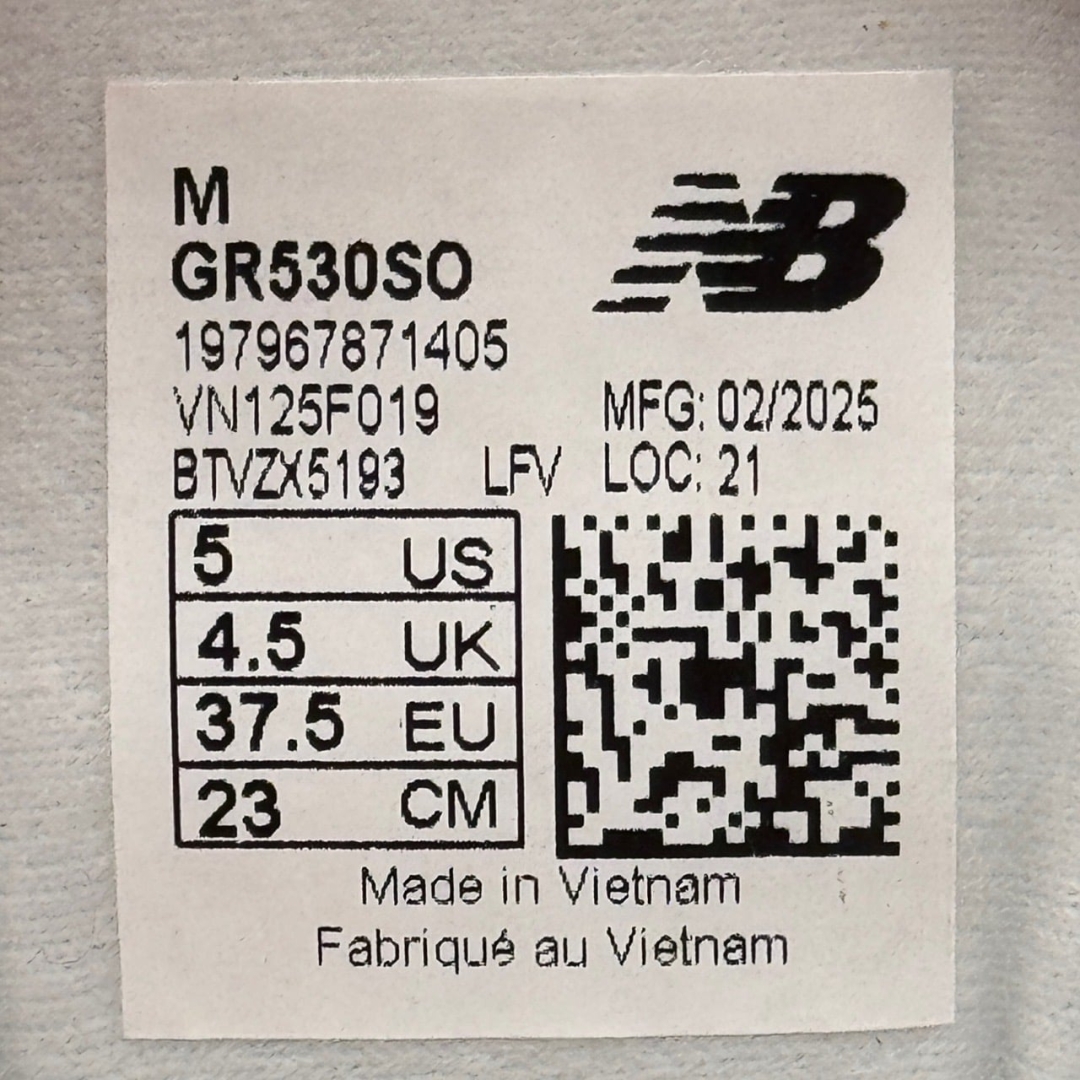 M
GR530SO
NB
197967871405
VN125F019 MFG: 02/2025
BTVZX5193 LFV LOC: 21
5 US
4.5 UK
37.5 EU
23 CM
Made in Vietnam
Fabriqué au Vietnam